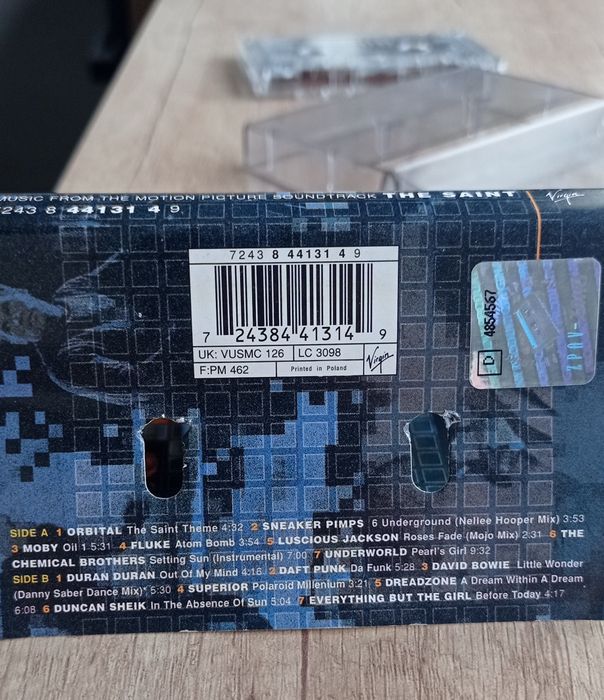 MUSIC FROM THE MOTION PICTURE SOUNDTRACK THE SAINT Virgin
7243 8 44131 4 9
7243 8 44131 4 9
7 24384 41314 9
UK: VUSMC 126 LC 3098 Virgin
F:PM 462 Printed in Poland
D 4854567 ZPAV
SIDE A 1 ORBITAL The Saint Theme 4:32 2 SNEAKER PIMPS 6 Underground (Nellee Hooper Mix) 3:53
3 MOBY Oil 1 5:31 4 FLUKE Atom Bomb 3:54 5 LUSCIOUS JACKSON Roses Fade (Mojo Mix) 2:31 6 THE
CHEMICAL BROTHERS Setting Sun (Instrumental) 7:00 7 UNDERWORLD Pearl's Girl 9:32
SIDE B 1 DURAN DURAN Out Of My Mind 4:16 2 DAFT PUNK Da Funk 5:28 3 DAVID BOWIE Little Wonder
(Danny Saber Dance Mix)* 5:30 4 SUPERIOR Polaroid Millenium 3:21 5 DREADZONE A Dream Within A Dream
6:08 6 DUNCAN SHEIK In The Absence Of Sun 5:04 7 EVERYTHING BUT THE GIRL Before Today 4:17